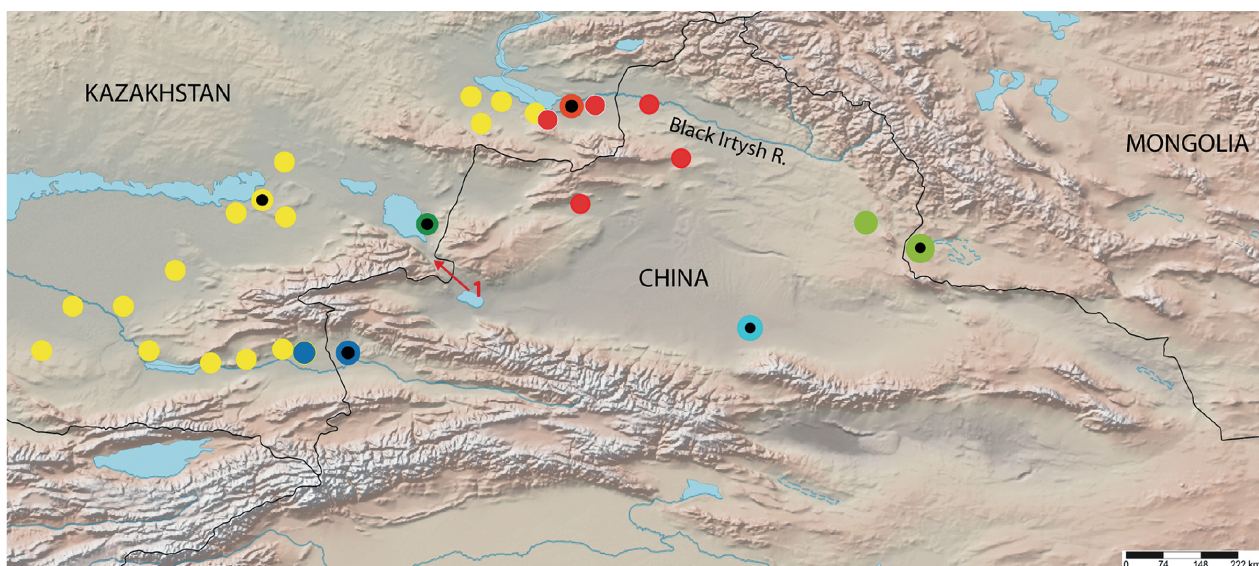 KAZAKHSTAN
Black Irtysh R.
MONGOLIA
CHINA
1
0 74 148 222 km